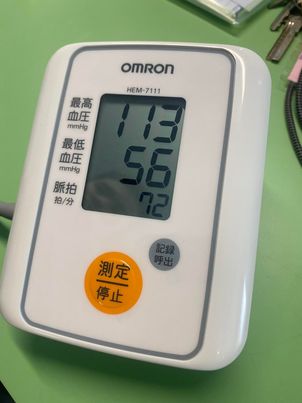 OMRON
HEM-7111
最高
血圧
mmHg
113
最低
血圧
mmHg
56
脈拍
拍/分
72
記録
呼出
測定
停止